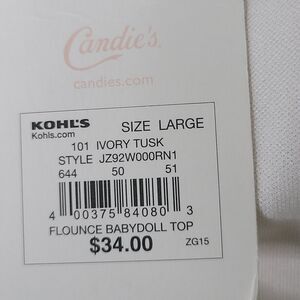 Candie's
candies.com
KOHL'S SIZE LARGE
Kohls.com
101 IVORY TUSK
STYLE JZ92W000RN1
644 50 51
4 00375 84080 3
FLOUNCE BABYDOLL TOP
$34.00 ZG15